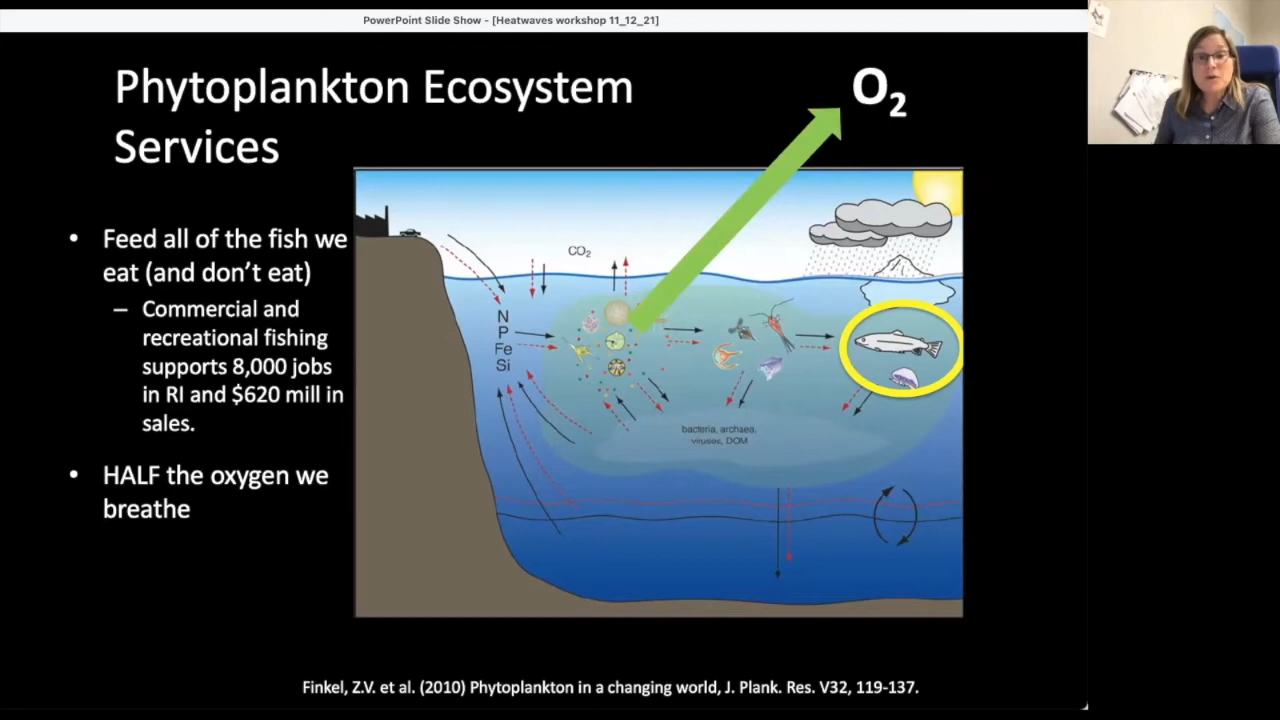 PowerPoint Slide Show - [Heatwaves workshop 11_12_21]
Phytoplankton Ecosystem
Services
O2
• Feed all of the fish we
eat (and don't eat)
– Commercial and
recreational fishing
supports 8,000 jobs
in RI and $620 mill in
sales.
• HALF the oxygen we
breathe
CO2
N
P
Fe
Si
bacteria, archaea,
viruses, DOM
Finkel, Z.V. et al. (2010) Phytoplankton in a changing world, J. Plank. Res. V32, 119-137.